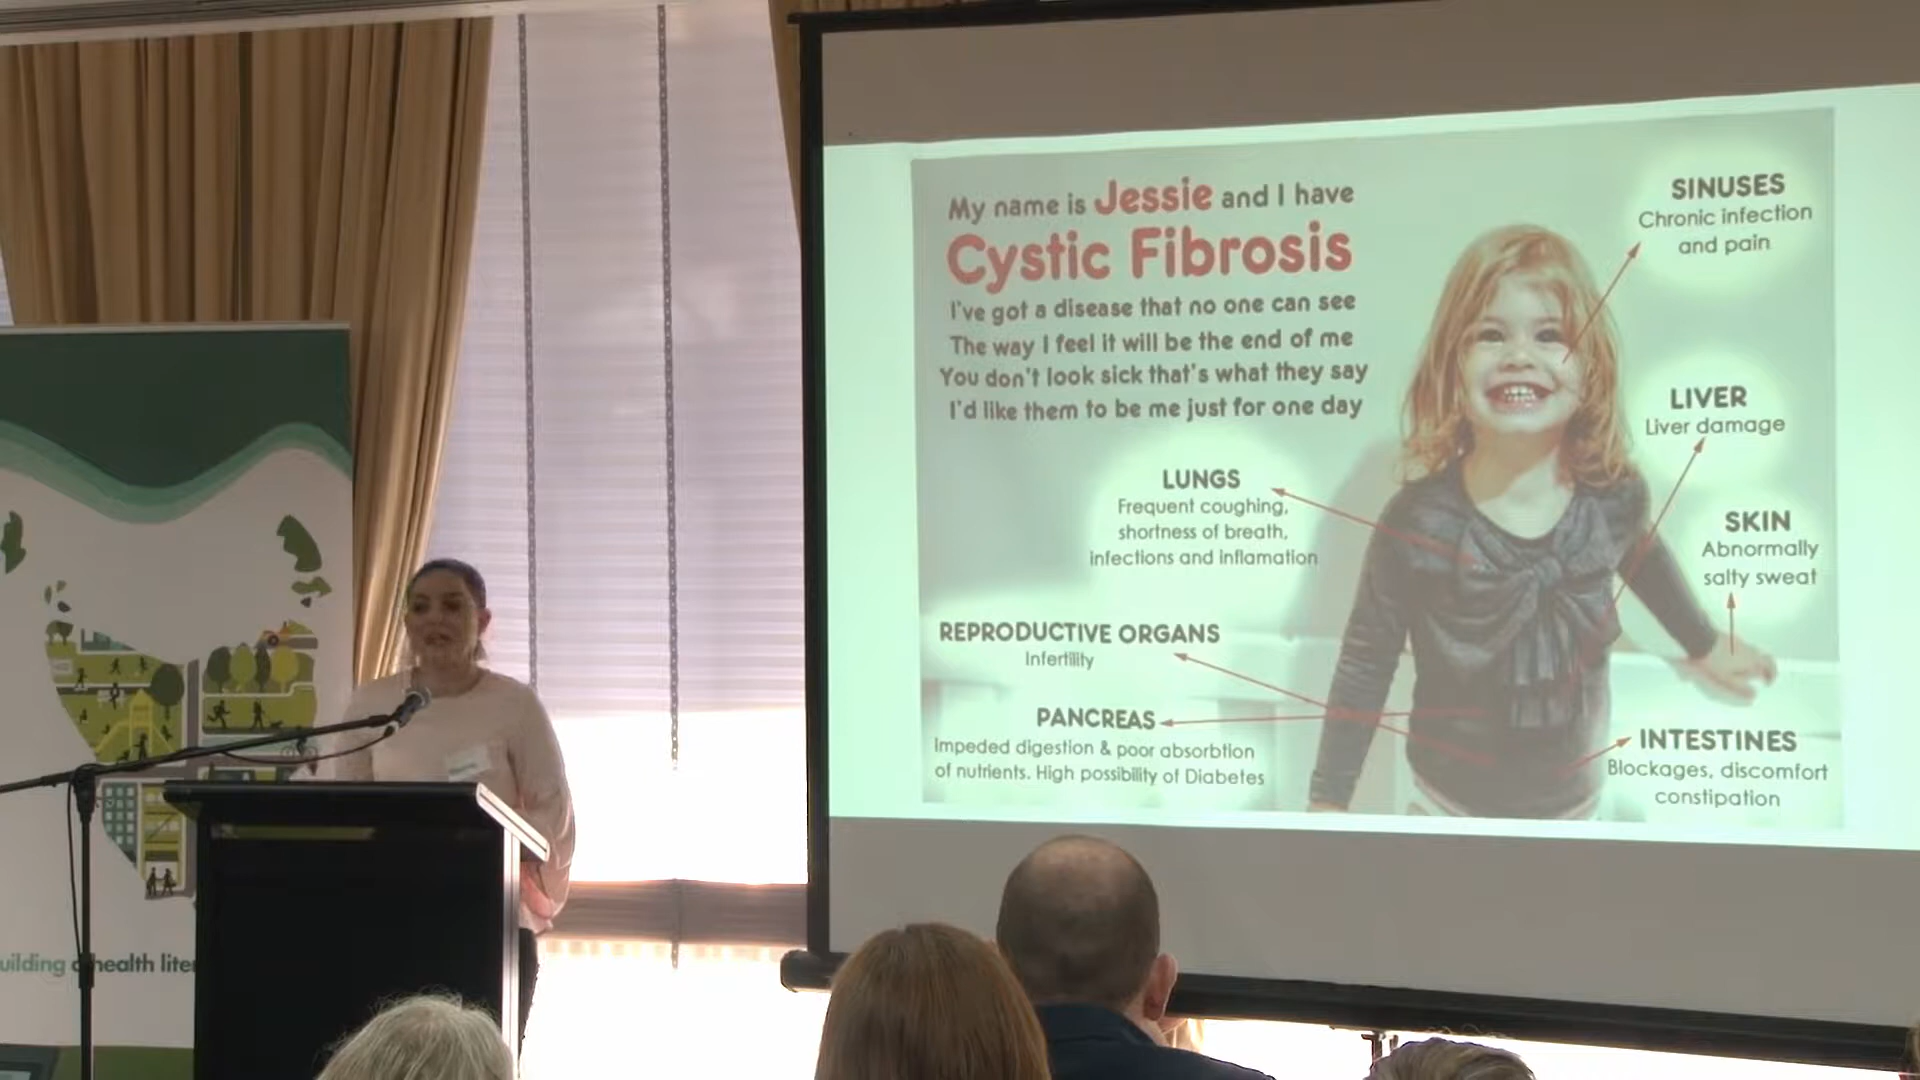 My name is Jessie and I have
Cystic Fibrosis
I've got a disease that no one can see
The way I feel it will be the end of me
You don't look sick that's what they say
I'd like them to be me just for one day
SINUSES
Chronic infection
and pain
LIVER
Liver damage
LUNGS
Frequent coughing,
shortness of breath,
infections and inflamation
SKIN
Abnormally
salty sweat
REPRODUCTIVE ORGANS
Infertility
PANCREAS
Impeded digestion & poor absorbtion
of nutrients. High possibility of Diabetes
INTESTINES
Blockages, discomfort
constipation
uilding a health liter